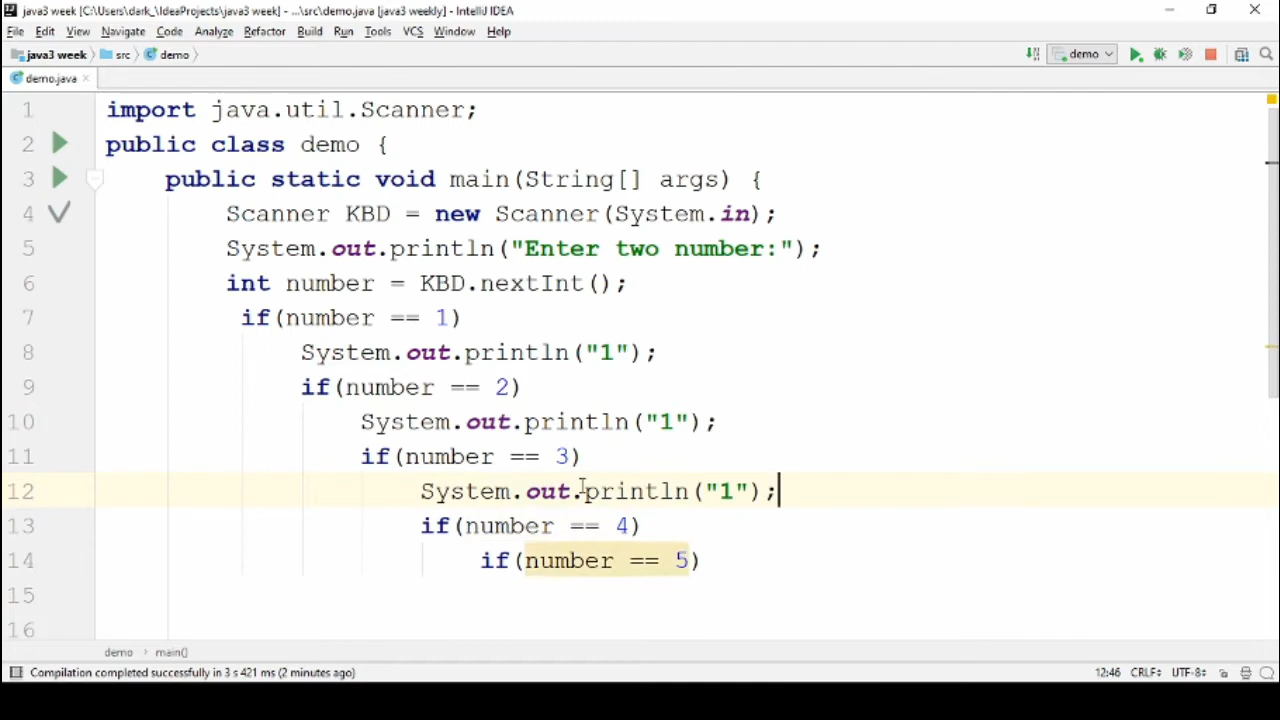 java3 week [C:\Users\dark_\IdeaProjects\java3 week] - ...\src\demo.java [java3 weekly] - IntelliJ IDEA
File Edit View Navigate Code Analyze Refactor Build Run Tools VCS Window Help
java3 week src demo demo
demo.java
1 import java.util.Scanner;
2 public class demo {
3 public static void main(String[] args) {
4 Scanner KBD = new Scanner(System.in);
5 System.out.println("Enter two number:");
6 int number = KBD.nextInt();
7 if(number == 1)
8 System.out.println("1");
9 if(number == 2)
10 System.out.println("1");
11 if(number == 3)
12 System.out.println("1");
13 if(number == 4)
14 if(number == 5)
15
16
demo main()
Compilation completed successfully in 3 s 421 ms (2 minutes ago) 12:46 CRLF UTF-8